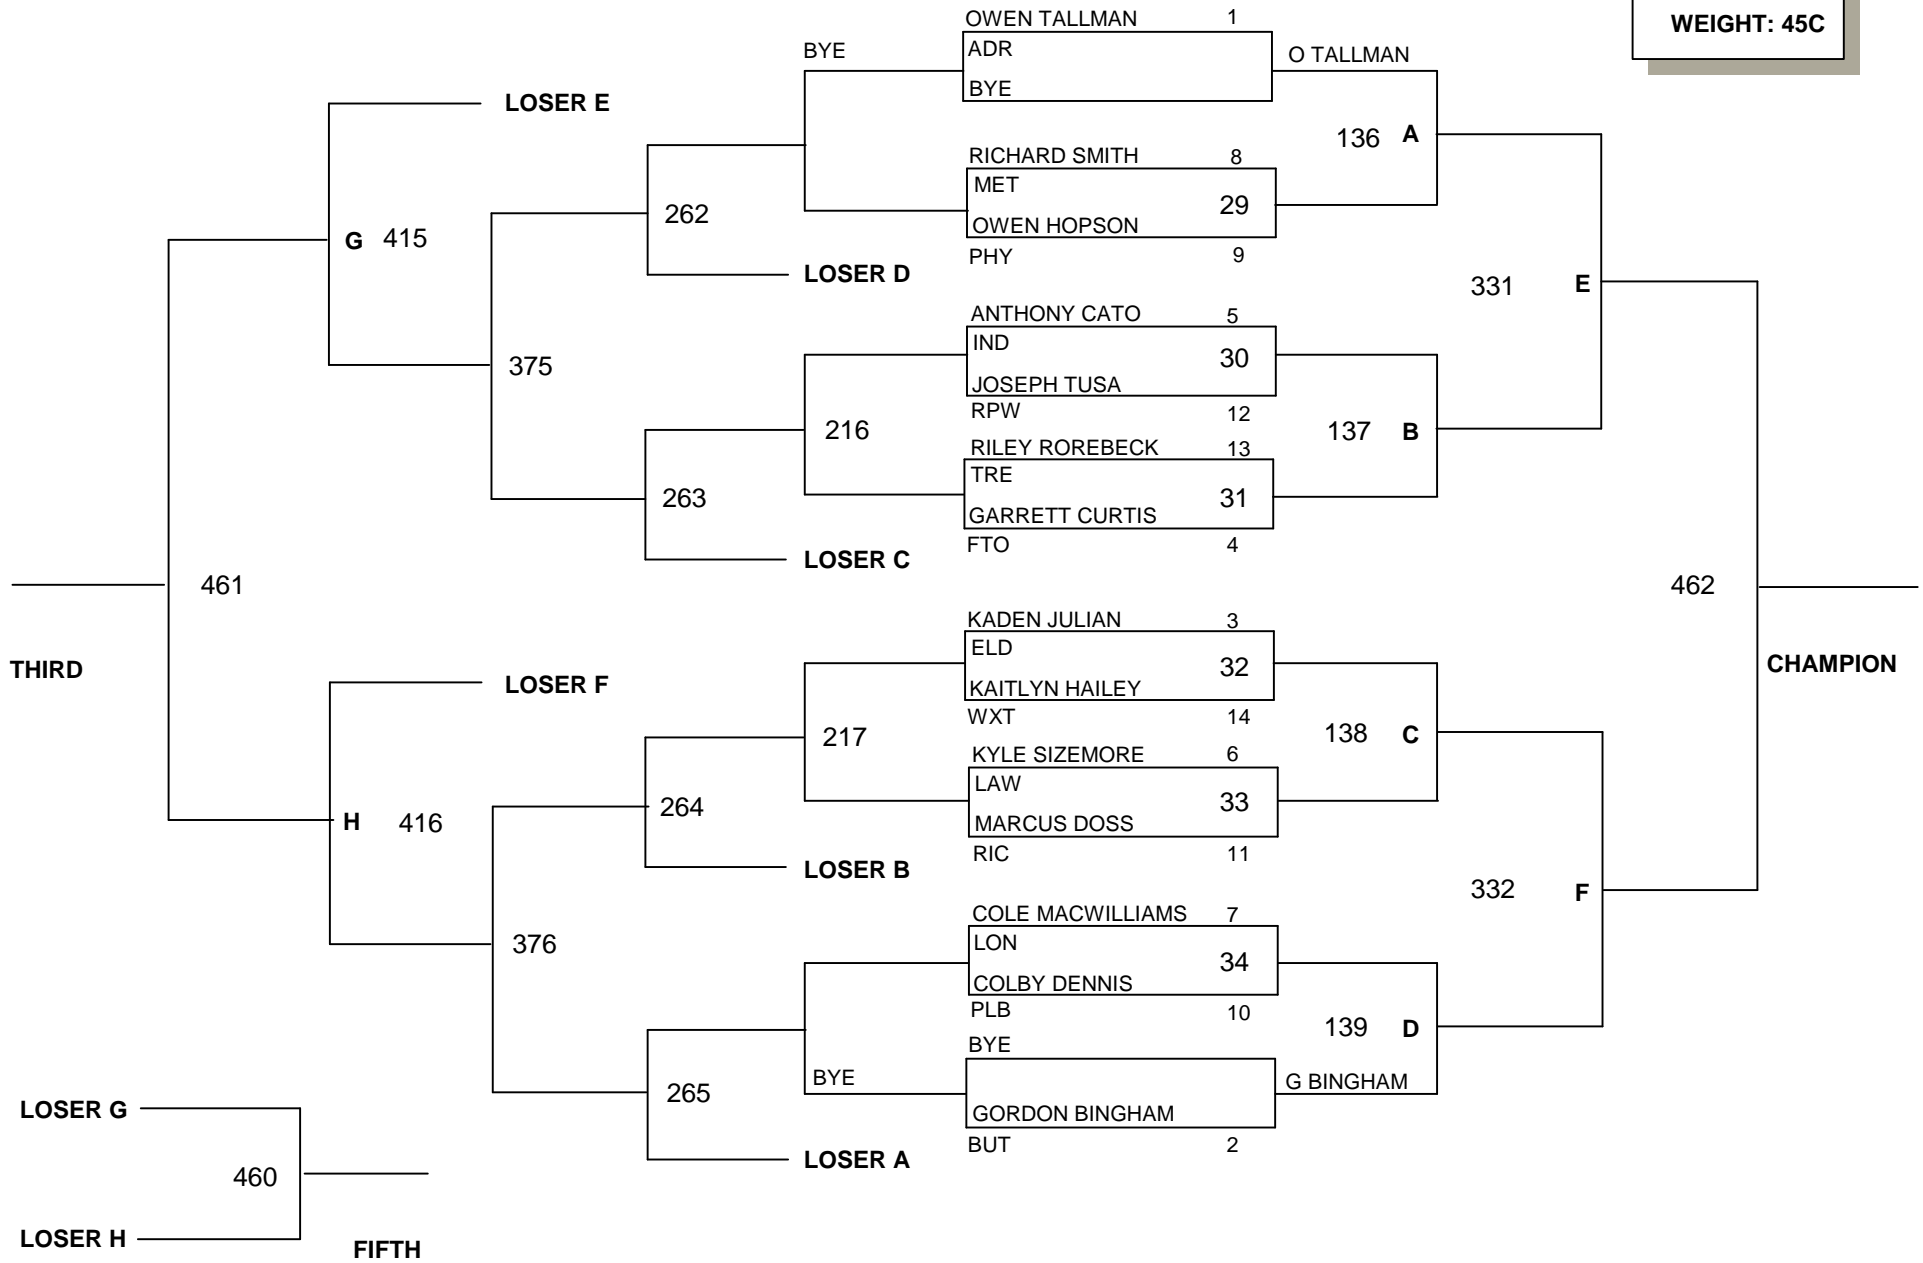 WEIGHT: 45C
OWEN TALLMAN 1
ADR
BYE
BYE
O TALLMAN
LOSER E
136 A
RICHARD SMITH 8
MET
29
OWEN HOPSON
PHY 9
262
G 415
LOSER D
331 E
ANTHONY CATO 5
IND
30
JOSEPH TUSA
RPW 12
375
216
137 B
RILEY ROREBECK 13
TRE
31
GARRETT CURTIS
FTO 4
263
LOSER C
461
462
THIRD
CHAMPION
KADEN JULIAN 3
ELD
32
KAITLYN HAILEY
WXT 14
LOSER F
217
138 C
KYLE SIZEMORE 6
LAW
33
MARCUS DOSS
RIC 11
264
H 416
LOSER B
332 F
COLE MACWILLIAMS 7
LON
34
COLBY DENNIS
PLB 10
376
139 D
BYE
BYE
G BINGHAM
265
GORDON BINGHAM
BUT 2
LOSER A
LOSER G
460
LOSER H
FIFTH